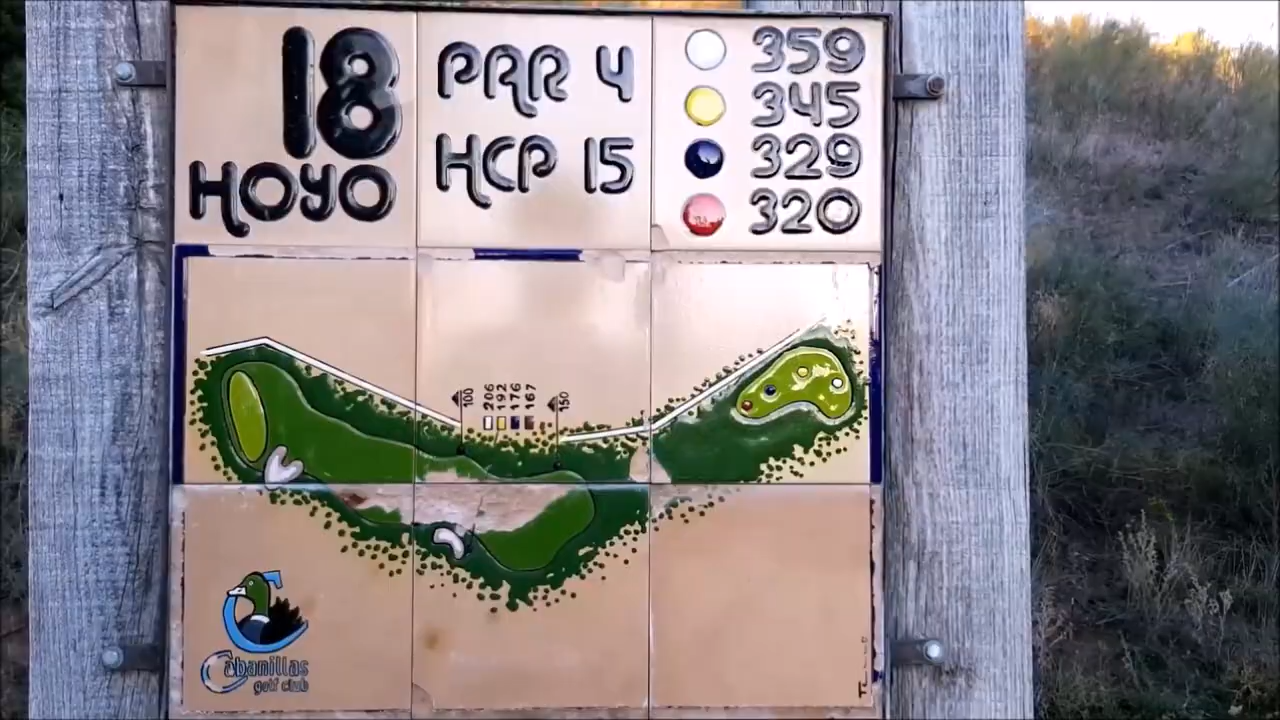 18
HOYO
PAR 4
HCP 15
359
345
329
320
100
206
192
176
167
150
Cabanillas
golf club